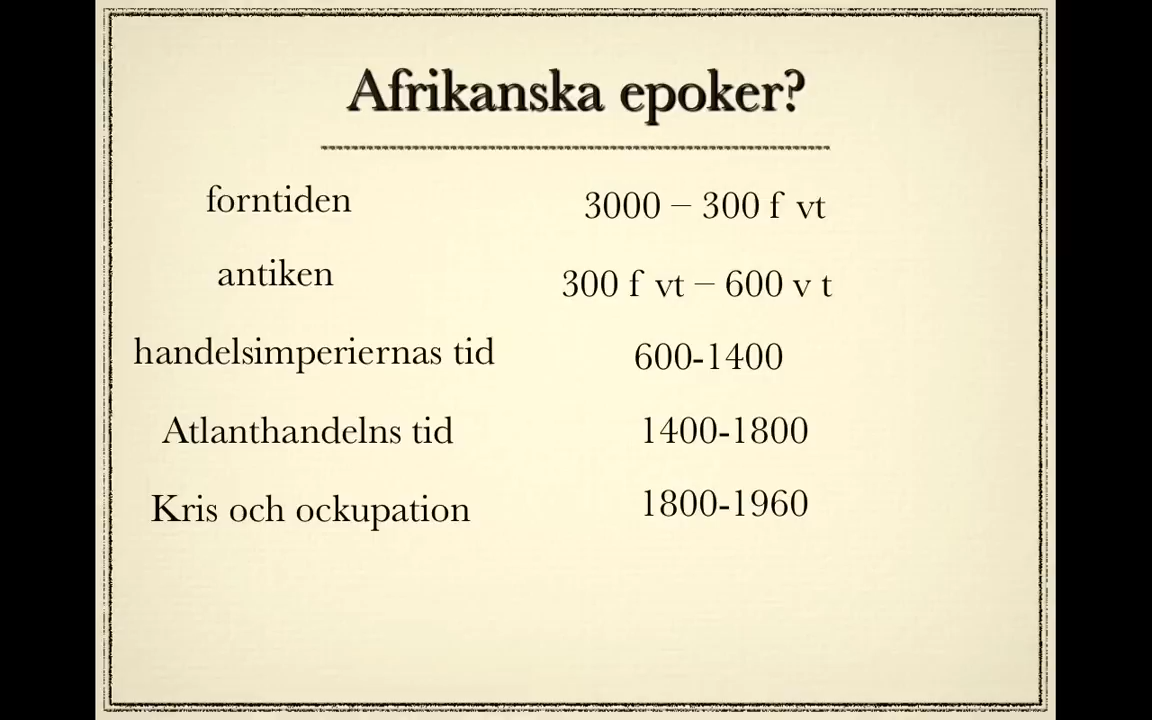 Afrikanska epoker?
forntiden 3000 – 300 f vt
antiken 300 f vt – 600 v t
handelsimperiernas tid 600-1400
Atlanthandelns tid 1400-1800
Kris och ockupation 1800-1960